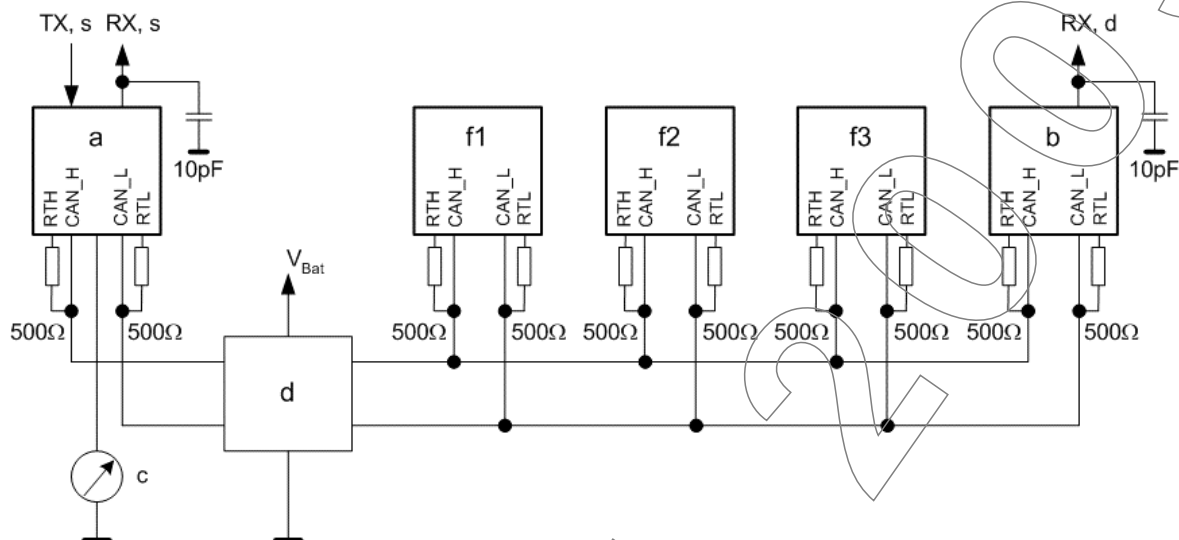 TX, s RX, s RX, d
a f1 f2 f3 b
10pF 10pF
RTH CAN_H CAN_L RTL RTH CAN_H CAN_L RTL RTH CAN_H CAN_L RTL RTH CAN_H CAN_L RTL RTH CAN_H CAN_L RTL
VBat
500Ω 500Ω 500Ω 500Ω 500Ω 500Ω 500Ω 500Ω 500Ω 500Ω
d
c
200